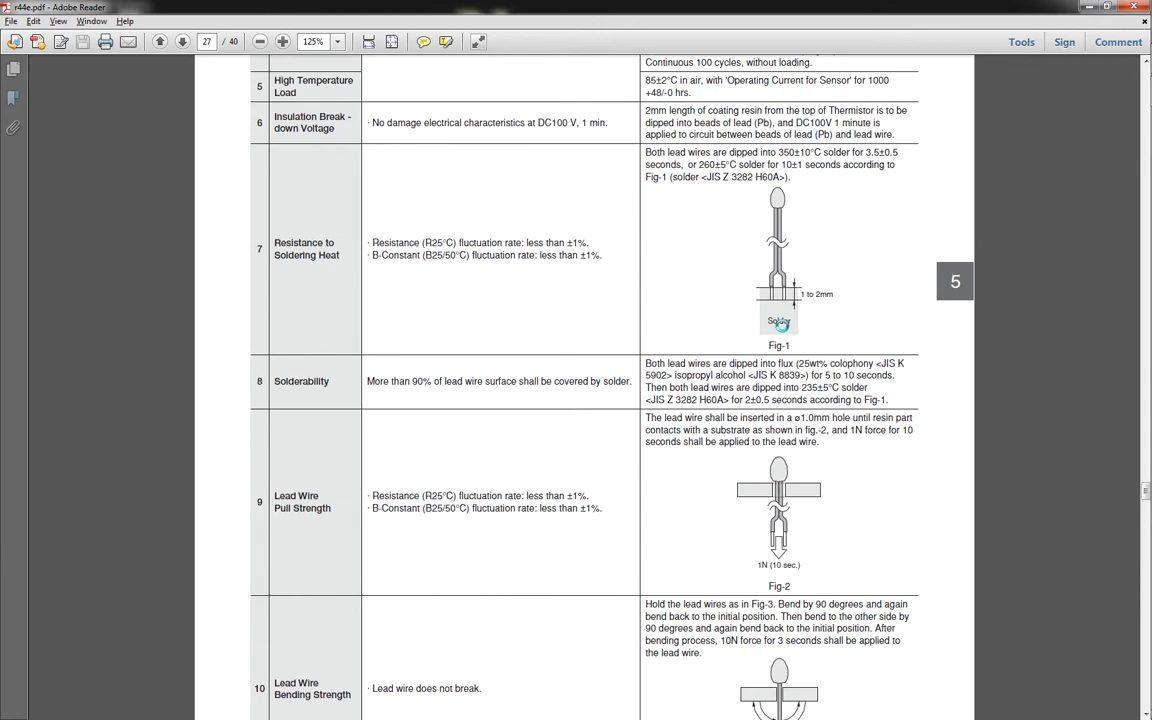 r44e.pdf - Adobe Reader
File Edit View Window Help
27 / 40 125% Tools Sign Comment
Continuous 100 cycles, without loading.
5 High Temperature
Load
85±2°C in air, with 'Operating Current for Sensor' for 1000
+48/-0 hrs.
6 Insulation Break -
down Voltage
· No damage electrical characteristics at DC100 V, 1 min.
2mm length of coating resin from the top of Thermistor is to be
dipped into beads of lead (Pb), and DC100V 1 minute is
applied to circuit between beads of lead (Pb) and lead wire.
7 Resistance to
Soldering Heat
· Resistance (R25°C) fluctuation rate: less than ±1%.
· B-Constant (B25/50°C) fluctuation rate: less than ±1%.
Both lead wires are dipped into 350±10°C solder for 3.5±0.5
seconds, or 260±5°C solder for 10±1 seconds according to
Fig-1 (solder <JIS Z 3282 H60A>).
1 to 2mm
Solder
Fig-1
5
8 Solderability
More than 90% of lead wire surface shall be covered by solder.
Both lead wires are dipped into flux (25wt% colophony <JIS K
5902> isopropyl alcohol <JIS K 8839>) for 5 to 10 seconds.
Then both lead wires are dipped into 235±5°C solder
<JIS Z 3282 H60A> for 2±0.5 seconds according to Fig-1.
9 Lead Wire
Pull Strength
· Resistance (R25°C) fluctuation rate: less than ±1%.
· B-Constant (B25/50°C) fluctuation rate: less than ±1%.
The lead wire shall be inserted in a ø1.0mm hole until resin part
contacts with a substrate as shown in fig.-2, and 1N force for 10
seconds shall be applied to the lead wire.
1N (10 sec.)
Fig-2
10 Lead Wire
Bending Strength
· Lead wire does not break.
Hold the lead wires as in Fig-3. Bend by 90 degrees and again
bend back to the initial position. Then bend to the other side by
90 degrees and again bend back to the initial position. After
bending process, 10N force for 3 seconds shall be applied to
the lead wire.